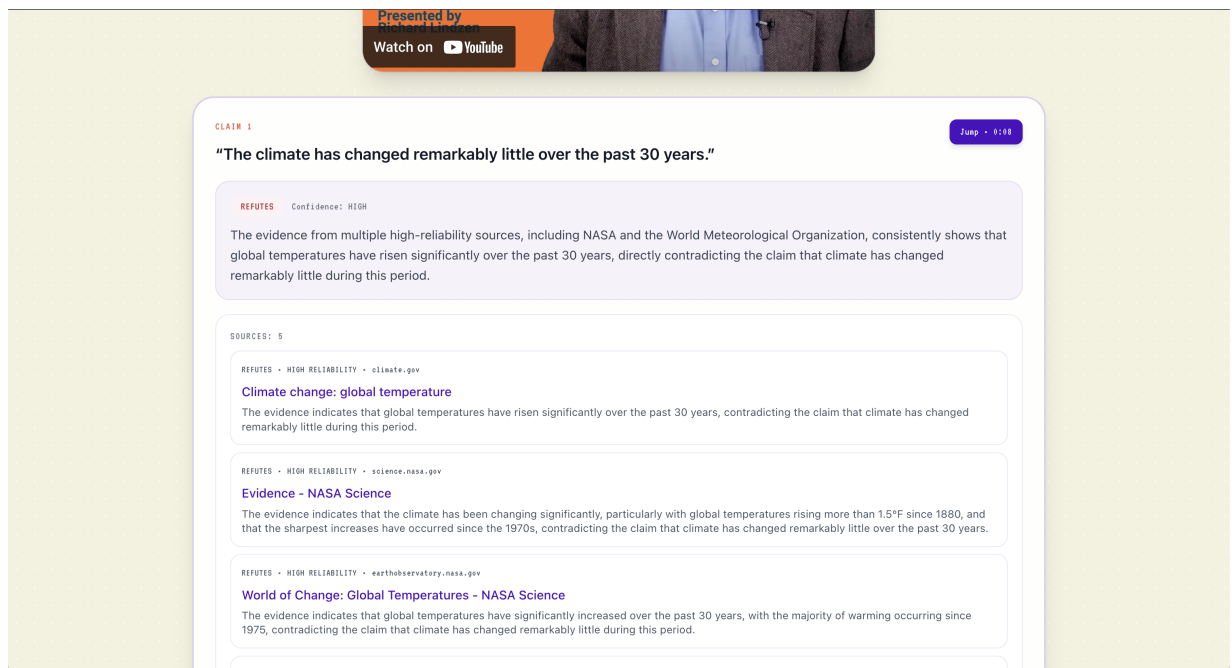 Presented by
Richard Lindzen
Watch on YouTube
CLAIM 1
Jump • 0:08
“The climate has changed remarkably little over the past 30 years.”
REFUTES Confidence: HIGH
The evidence from multiple high-reliability sources, including NASA and the World Meteorological Organization, consistently shows that
global temperatures have risen significantly over the past 30 years, directly contradicting the claim that climate has changed
remarkably little during this period.
SOURCES: 5
REFUTES • HIGH RELIABILITY • climate.gov
Climate change: global temperature
The evidence indicates that global temperatures have risen significantly over the past 30 years, contradicting the claim that climate has changed
remarkably little during this period.
REFUTES • HIGH RELIABILITY • science.nasa.gov
Evidence - NASA Science
The evidence indicates that the climate has been changing significantly, particularly with global temperatures rising more than 1.5°F since 1880, and
that the sharpest increases have occurred since the 1970s, contradicting the claim that climate has changed remarkably little over the past 30 years.
REFUTES • HIGH RELIABILITY • earthobservatory.nasa.gov
World of Change: Global Temperatures - NASA Science
The evidence indicates that global temperatures have significantly increased over the past 30 years, with the majority of warming occurring since
1975, contradicting the claim that climate has changed remarkably little during this period.